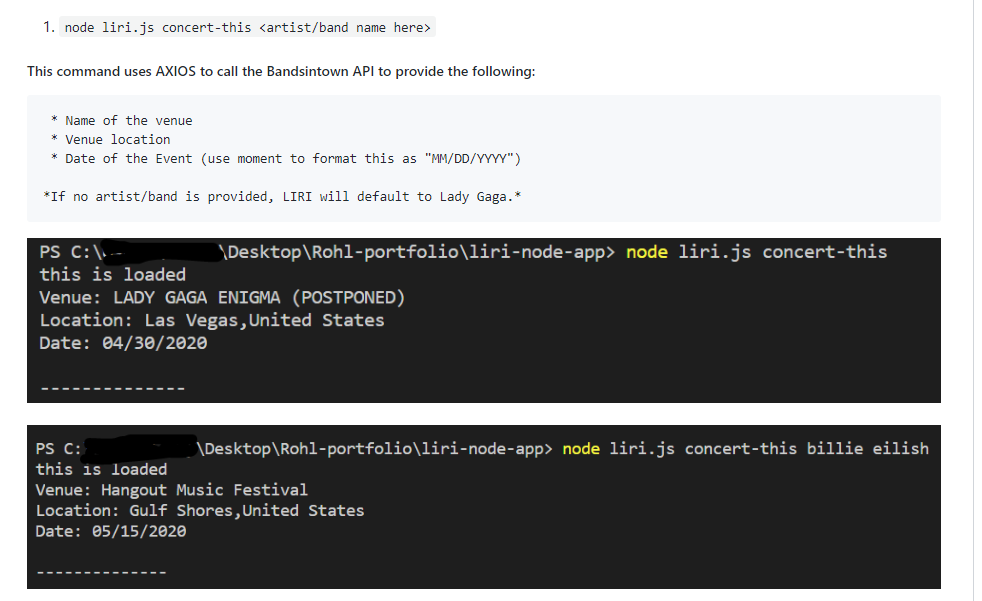 1. node liri.js concert-this <artist/band name here>
This command uses AXIOS to call the Bandsintown API to provide the following:
* Name of the venue
* Venue location
* Date of the Event (use moment to format this as "MM/DD/YYYY")
*If no artist/band is provided, LIRI will default to Lady Gaga.*
PS C:\ \Desktop\Rohl-portfolio\liri-node-app> node liri.js concert-this
this is loaded
Venue: LADY GAGA ENIGMA (POSTPONED)
Location: Las Vegas,United States
Date: 04/30/2020
--------------
PS C: \Desktop\Rohl-portfolio\liri-node-app> node liri.js concert-this billie eilish
this is loaded
Venue: Hangout Music Festival
Location: Gulf Shores,United States
Date: 05/15/2020
--------------